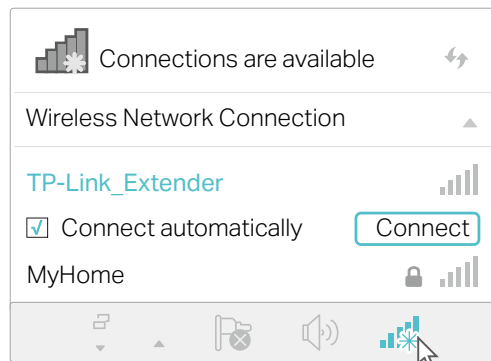 Connections are available
Wireless Network Connection
TP-Link_Extender
Connect automatically
Connect
MyHome